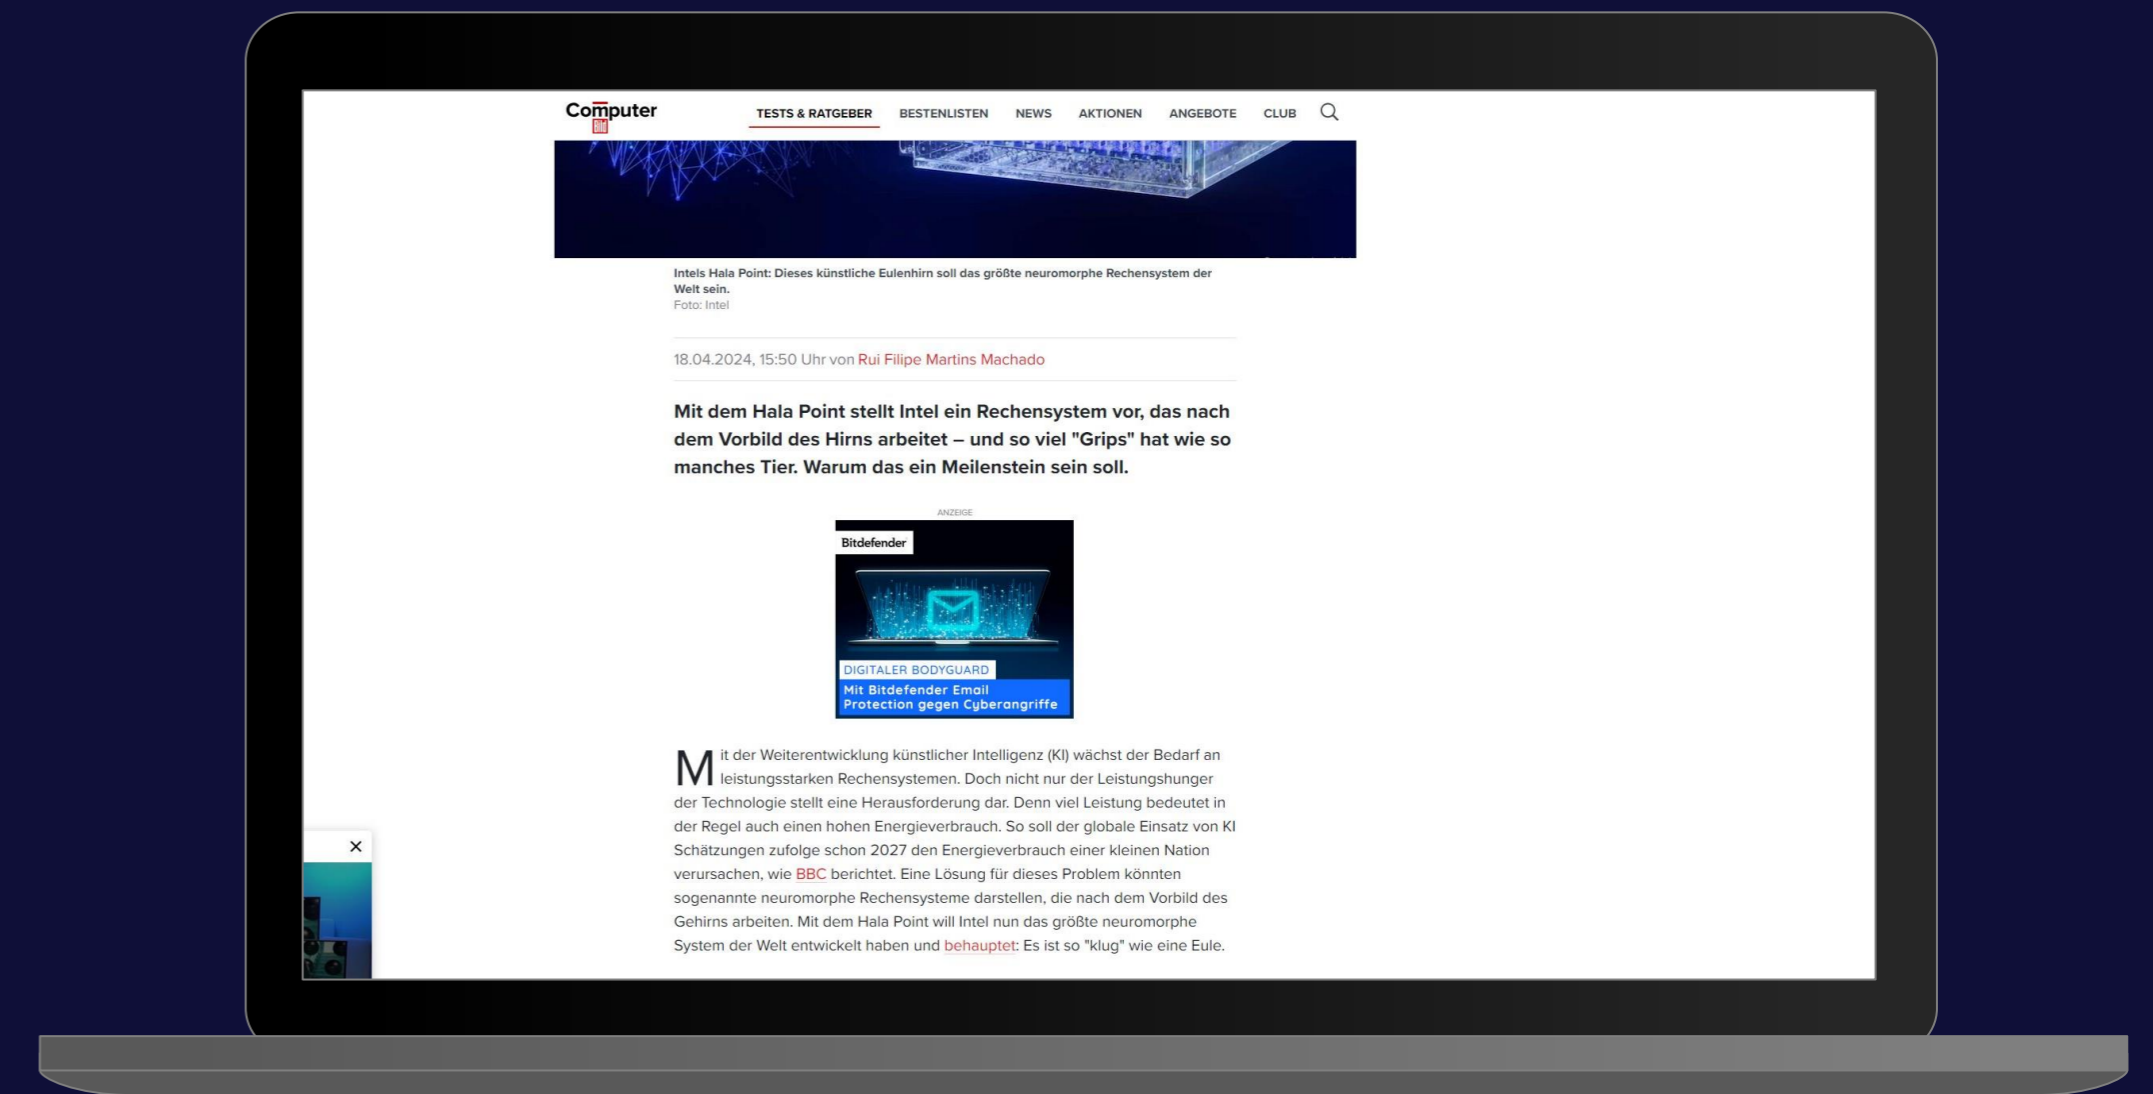 Computer
Bild
TESTS & RATGEBER
BESTENLISTEN
NEWS
AKTIONEN
ANGEBOTE
CLUB
Intels Hala Point: Dieses künstliche Eulenhirn soll das größte neuromorphe Rechensystem der
Welt sein.
Foto: Intel
18.04.2024, 15:50 Uhr von Rui Filipe Martins Machado
Mit dem Hala Point stellt Intel ein Rechensystem vor, das nach
dem Vorbild des Hirns arbeitet – und so viel "Grips" hat wie so
manches Tier. Warum das ein Meilenstein sein soll.
ANZEIGE
Bitdefender
DIGITALER BODYGUARD
Mit Bitdefender Email
Protection gegen Cyberangriffe
Mit der Weiterentwicklung künstlicher Intelligenz (KI) wächst der Bedarf an
leistungsstarken Rechensystemen. Doch nicht nur der Leistungshunger
der Technologie stellt eine Herausforderung dar. Denn viel Leistung bedeutet in
der Regel auch einen hohen Energieverbrauch. So soll der globale Einsatz von KI
Schätzungen zufolge schon 2027 den Energieverbrauch einer kleinen Nation
verursachen, wie BBC berichtet. Eine Lösung für dieses Problem könnten
sogenannte neuromorphe Rechensysteme darstellen, die nach dem Vorbild des
Gehirns arbeiten. Mit dem Hala Point will Intel nun das größte neuromorphe
System der Welt entwickelt haben und behauptet: Es ist so "klug" wie eine Eule.